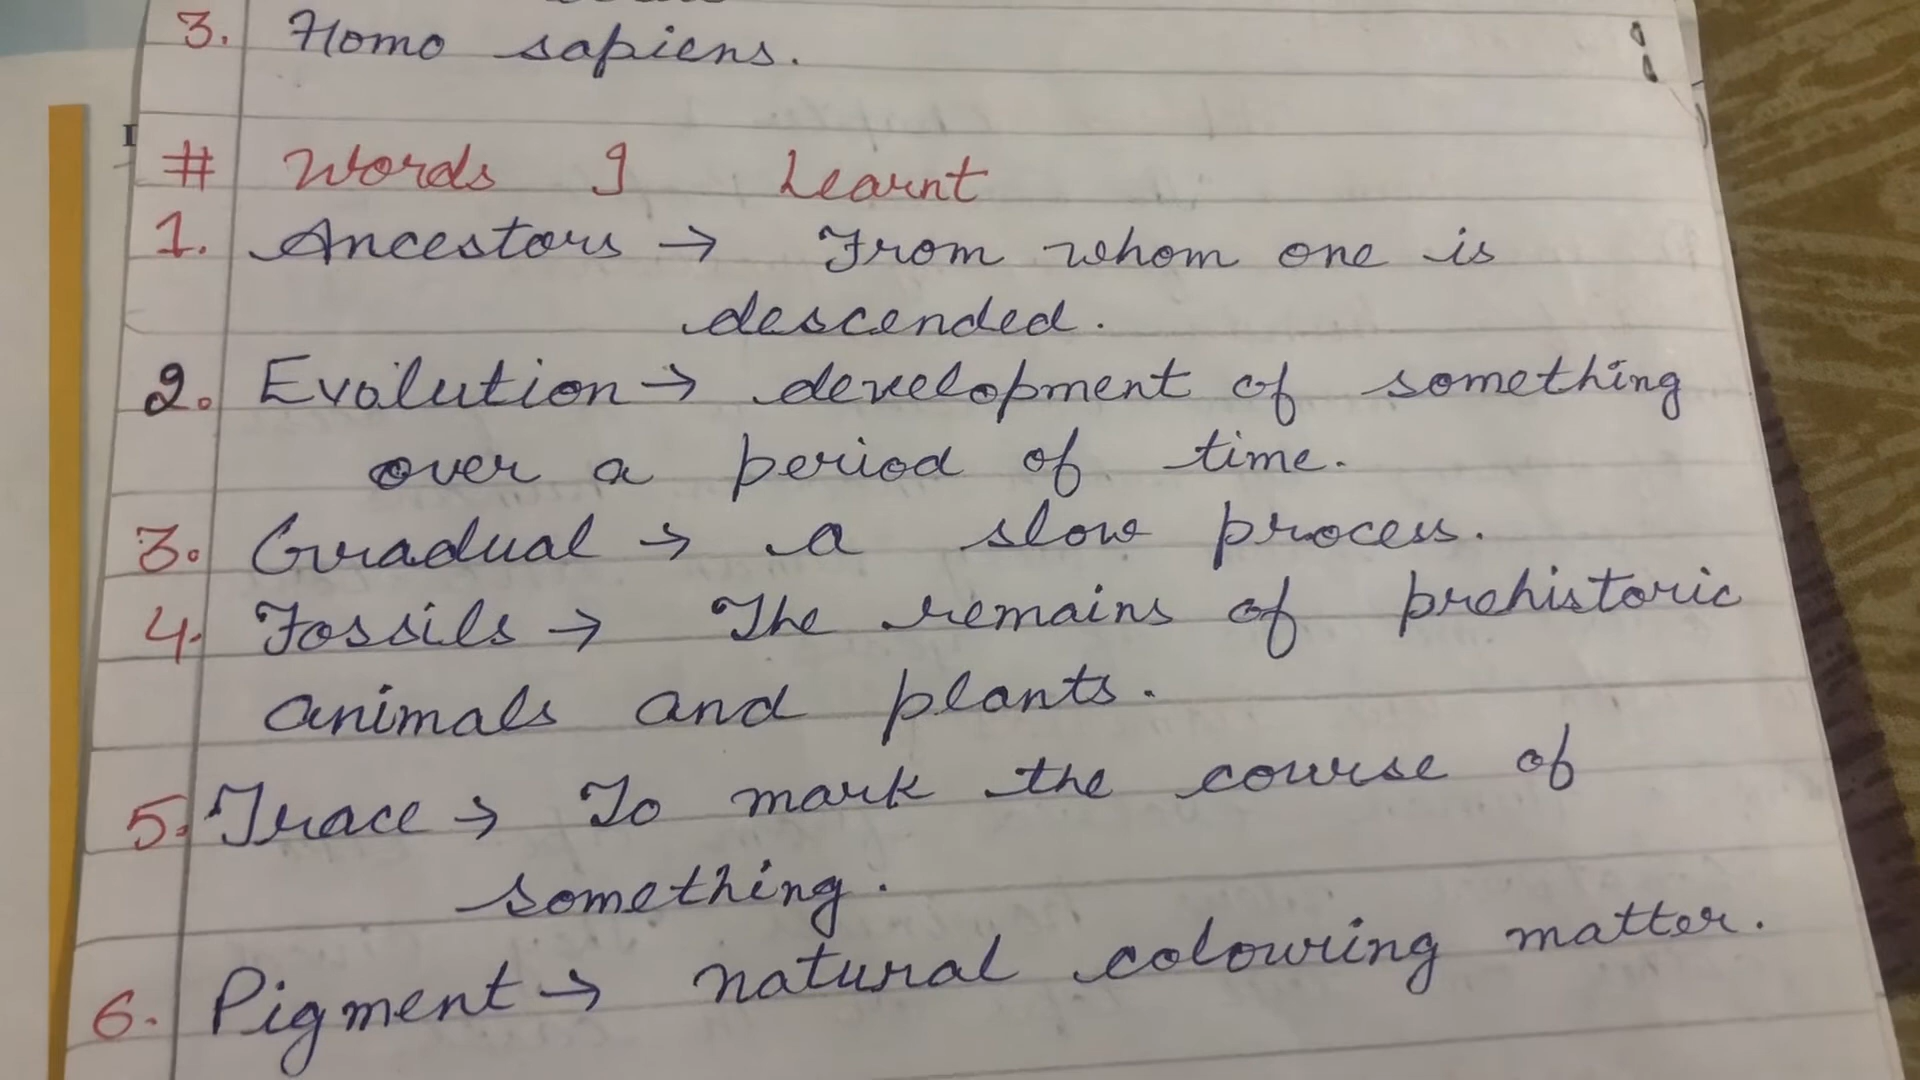 3. Homo sapiens.
# Words I Learnt
1. Ancestors → From whom one is
descended.
2. Evolution → development of something
over a period of time.
3. Gradual → a slow process.
4. Fossils → The remains of prehistoric
animals and plants.
5. Trace → To mark the course of
something.
6. Pigment → natural colouring matter.